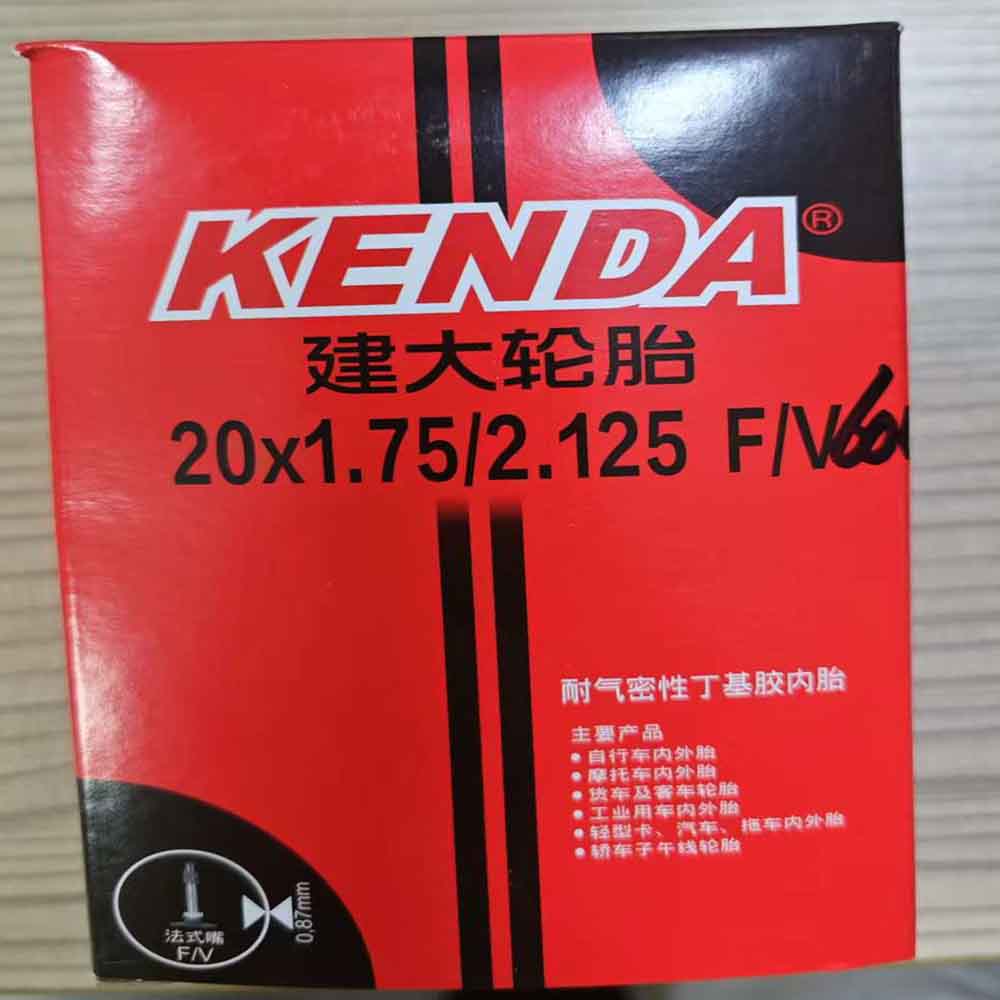 KENDA®
建大轮胎
20x1.75/2.125 F/V
耐气密性丁基胶内胎
主要产品
• 自行车内外胎
• 摩托车内外胎
• 货车及客车轮胎
• 工业用车内外胎
• 轻型卡、汽车、拖车内外胎
• 轿车子午线轮胎
法式嘴
F/V
0,87mm